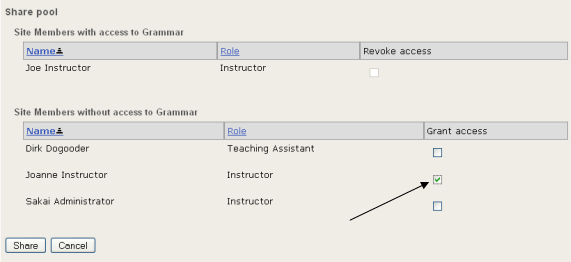 Share pool
Site Members with access to Grammar
Name Role Revoke access
Joe Instructor Instructor
Site Members without access to Grammar
Name Role Grant access
Dirk Dogooder Teaching Assistant
Joanne Instructor Instructor
Sakai Administrator Instructor
Share Cancel